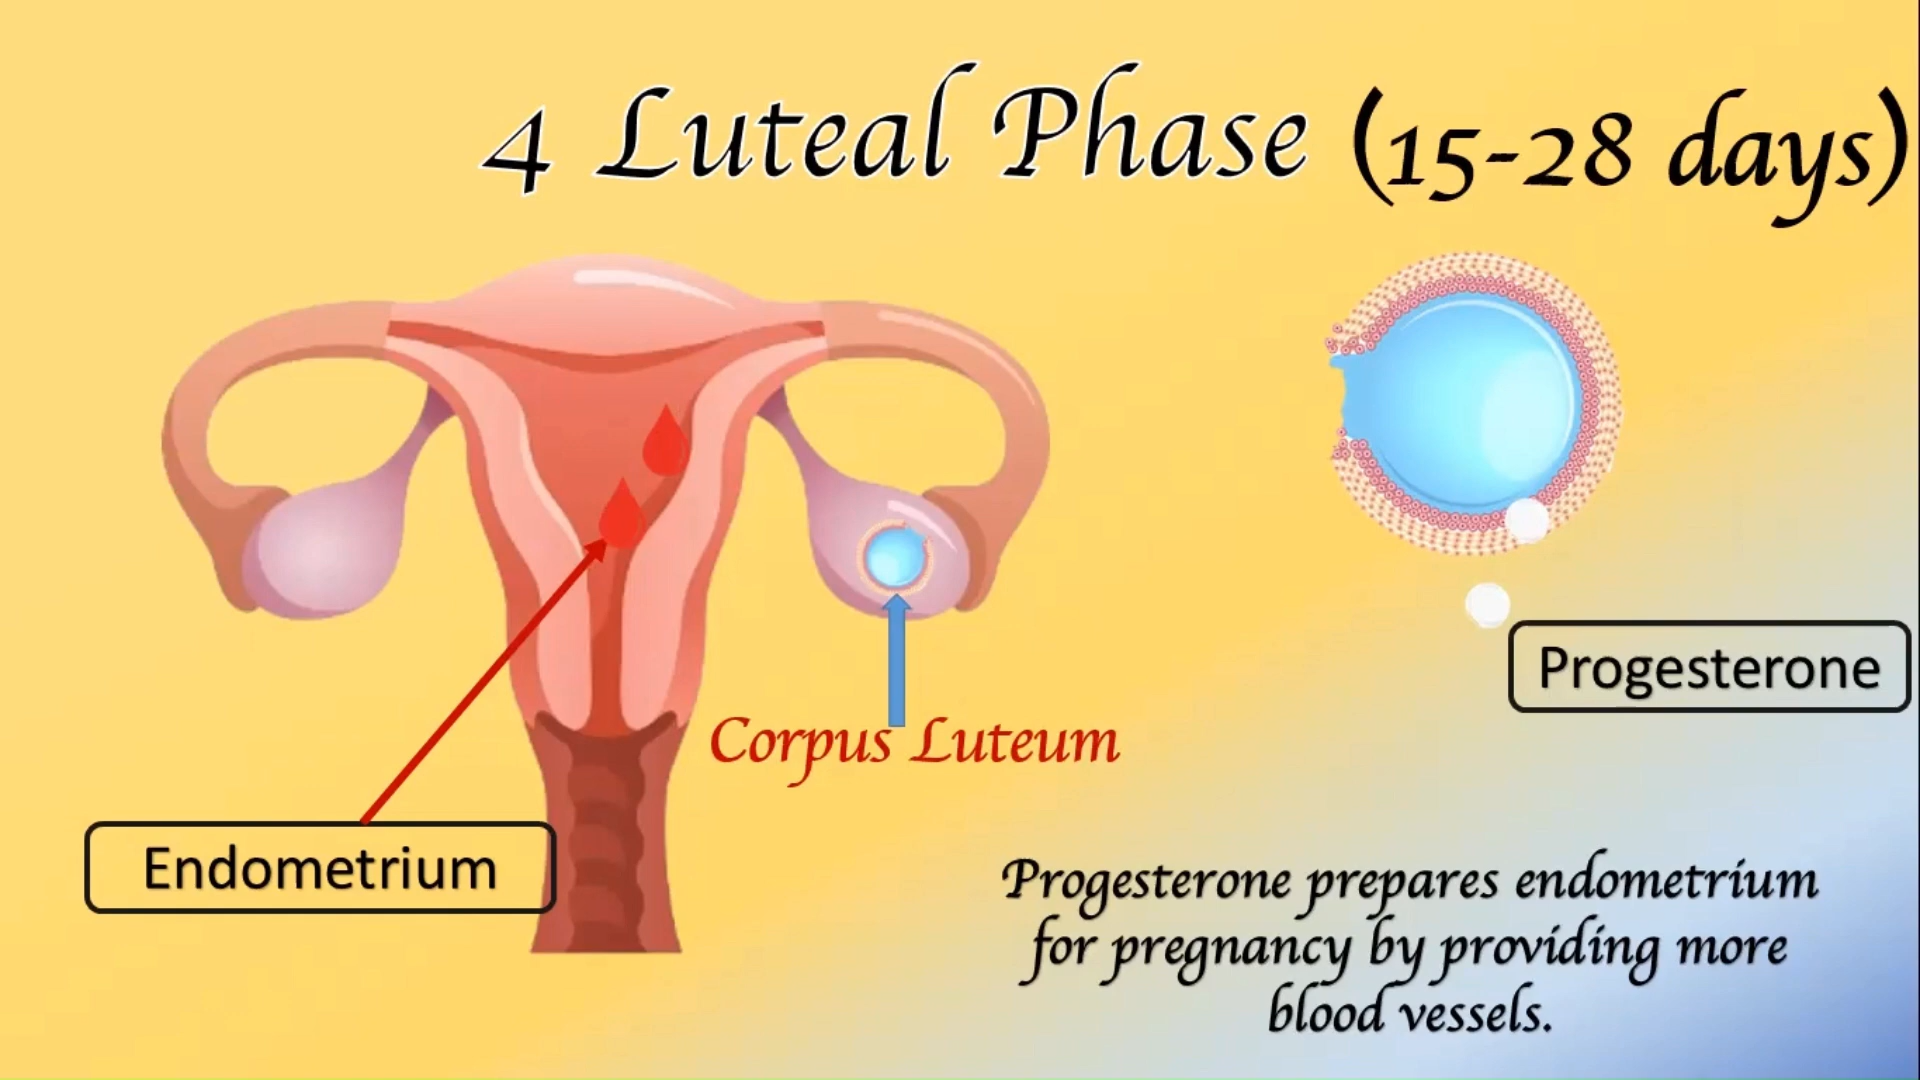 4 Luteal Phase (15-28 days)
Progesterone
Corpus Luteum
Endometrium
Progesterone prepares endometrium
for pregnancy by providing more
blood vessels.